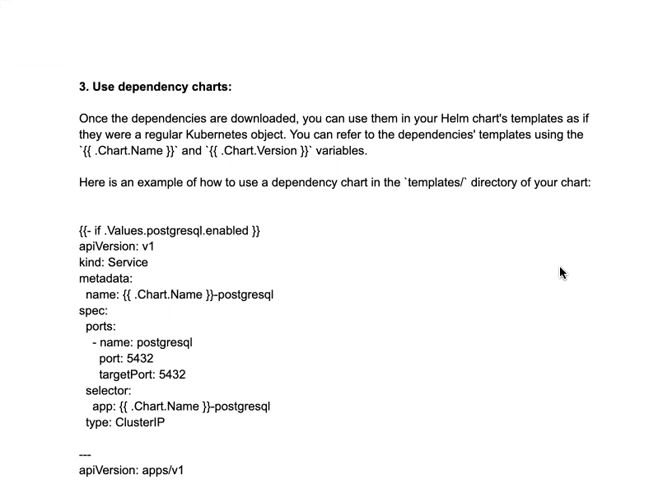 3. Use dependency charts:
Once the dependencies are downloaded, you can use them in your Helm chart's templates as if
they were a regular Kubernetes object. You can refer to the dependencies' templates using the
`{{ .Chart.Name }}` and `{{ .Chart.Version }}` variables.
Here is an example of how to use a dependency chart in the `templates/` directory of your chart:
{{- if .Values.postgresql.enabled }}
apiVersion: v1
kind: Service
metadata:
  name: {{ .Chart.Name }}-postgresql
spec:
  ports:
    - name: postgresql
      port: 5432
      targetPort: 5432
  selector:
    app: {{ .Chart.Name }}-postgresql
  type: ClusterIP
---
apiVersion: apps/v1